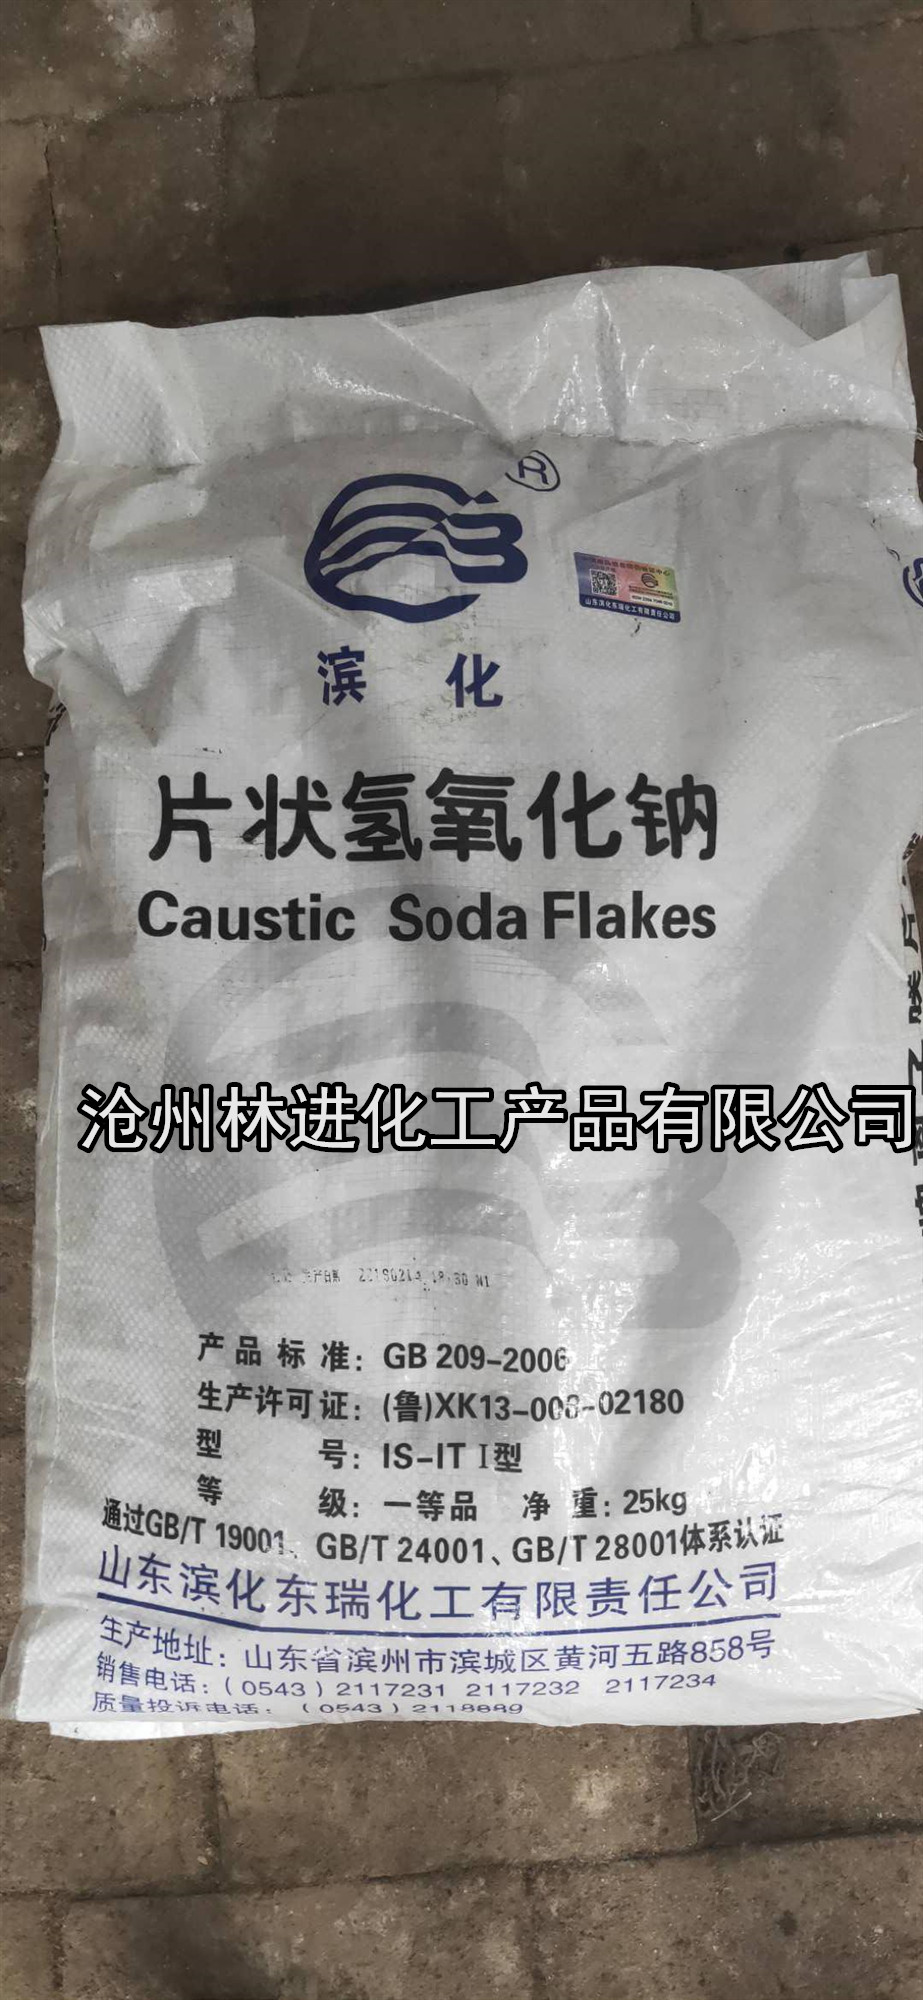 ®
滨化
片状氢氧化钠
Caustic Soda Flakes
沧州林进化工产品有限公司
生产日期
产品标准：GB 209-2006
生产许可证：(鲁)XK13-006-02180
型号：IS-IT Ⅰ型
等级：一等品 净重：25kg
通过GB/T 19001、GB/T 24001、GB/T 28001体系认证
山东滨化东瑞化工有限责任公司
生产地址：山东省滨州市滨城区黄河五路858号
销售电话：(0543)2117231 2117232 2117234
质量投诉电话：(0543)2118889